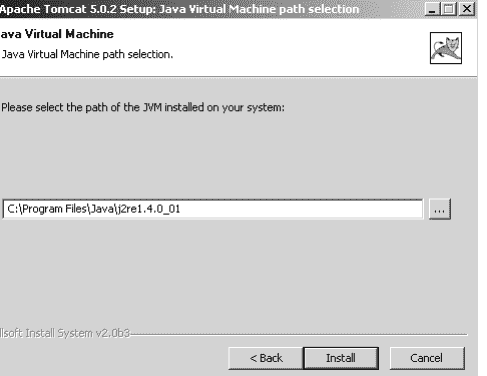 Apache Tomcat 5.0.2 Setup: Java Virtual Machine path selection
ava Virtual Machine
Java Virtual Machine path selection.
Please select the path of the JVM installed on your system:
C:\Program Files\Java\j2re1.4.0_01
...
llsoft Install System v2.0b3
< Back Install Cancel